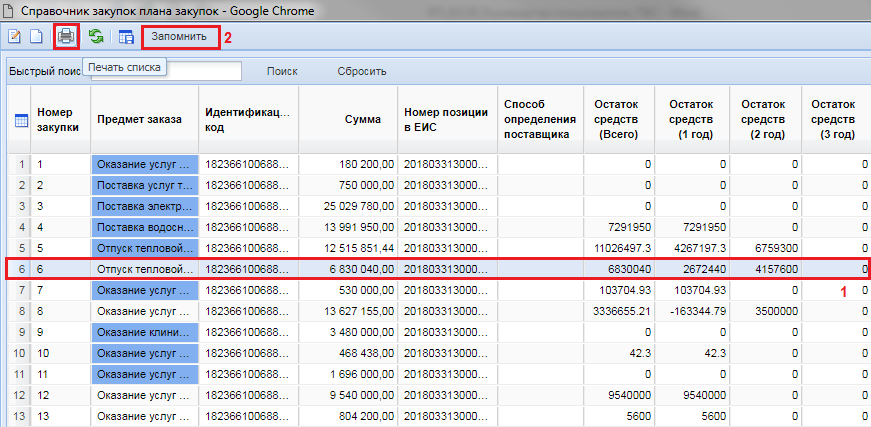 Справочник закупок плана закупок - Google Chrome
Запомнить 2
Быстрый поис Печать списка Поиск Сбросить
Номер закупки Предмет заказа Идентификац... код Сумма Номер позиции в ЕИС Способ определения поставщика Остаток средств (Всего) Остаток средств (1 год) Остаток средств (2 год) Остаток средств (3 год)
1 1 Оказание услуг ... 182366100688... 180 200,00 201803313000... 0 0 0 0
2 2 Поставка услуг т... 182366100688... 750 000,00 201803313000... 0 0 0 0
3 3 Поставка электр... 182366100688... 25 029 780,00 201803313000... 0 0 0 0
4 4 Поставка водосн... 182366100688... 13 991 950,00 201803313000... 7291950 7291950 0 0
5 5 Отпуск тепловой... 182366100688... 12 515 851,44 201803313000... 11026497.3 4267197.3 6759300 0
6 6 Отпуск тепловой... 182366100688... 6 830 040,00 201803313000... 6830040 2672440 4157600 0
7 7 Оказание услуг ... 182366100688... 530 000,00 201803313000... 103704.93 103704.93 0 1 0
8 8 Оказание услуг ... 182366100688... 13 627 155,00 201803313000... 3336655.21 -163344.79 3500000 0
9 9 Оказание клини... 182366100688... 3 480 000,00 201803313000... 0 0 0 0
10 10 Оказание услуг ... 182366100688... 468 438,00 201803313000... 42.3 42.3 0 0
11 11 Оказание услуг ... 182366100688... 1 696 000,00 201803313000... 0 0 0 0
12 12 Оказание услуг ... 182366100688... 9 540 000,00 201803313000... 9540000 9540000 0 0
13 13 Оказание услуг ... 182366100688... 804 200,00 201803313000... 5600 5600 0 0